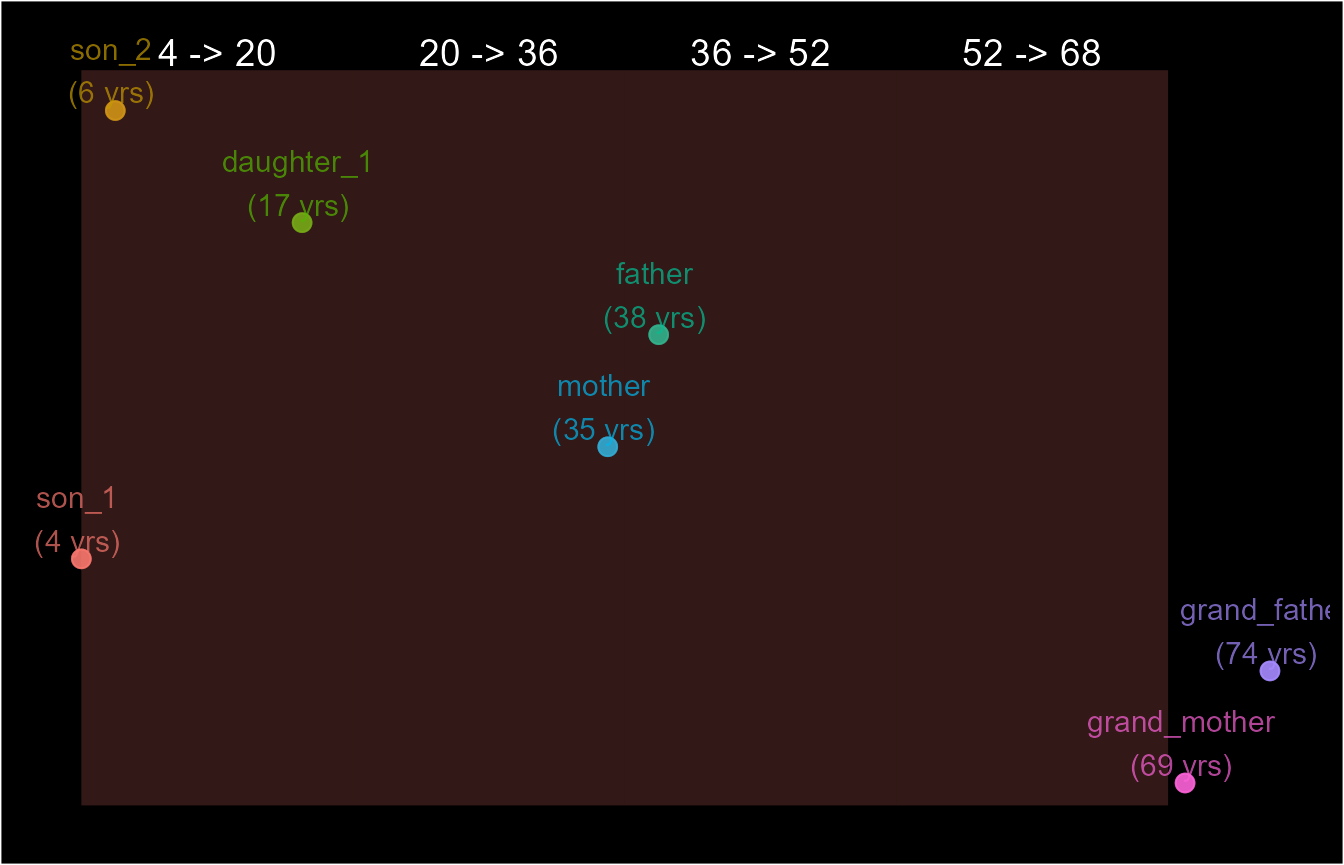 4 -> 20
20 -> 36
36 -> 52
52 -> 68
son_2
(6 yrs)
daughter_1
(17 yrs)
father
(38 yrs)
mother
(35 yrs)
son_1
(4 yrs)
grand_fathe
(74 yrs)
grand_mother
(69 yrs)